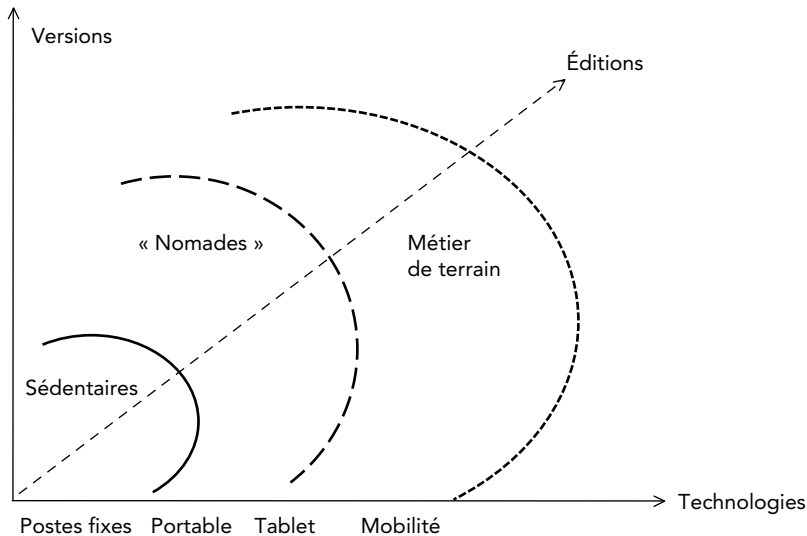 Versions
Éditions
« Nomades »
Métier
de terrain
Sédentaires
Technologies
Postes fixes Portable Tablet Mobilité